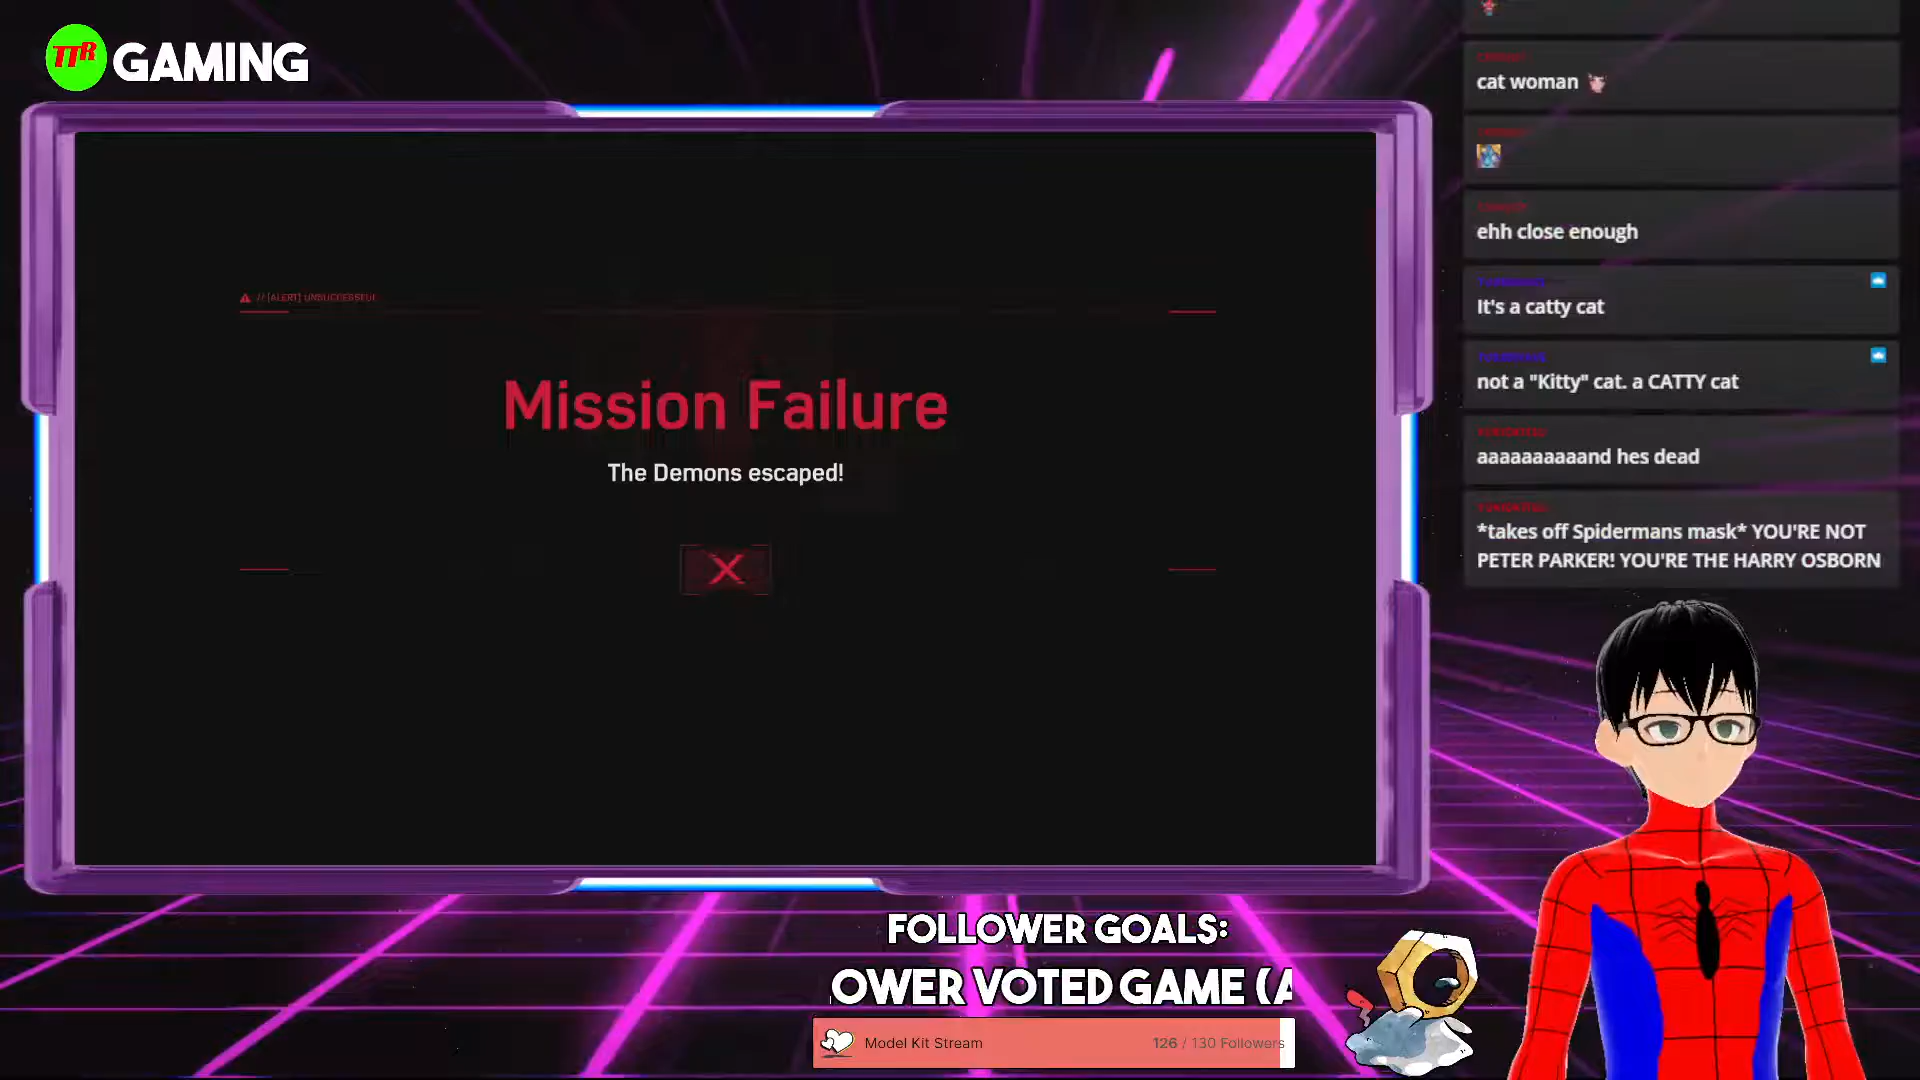 TTR GAMING
// [ALERT] UNSUCCESSFUL
Mission Failure
The Demons escaped!
X
cat woman
ehh close enough
It's a catty cat
not a "Kitty" cat. a CATTY cat
aaaaaaaaaand hes dead
*takes off Spidermans mask* YOU'RE NOT
PETER PARKER! YOU'RE THE HARRY OSBORN
FOLLOWER GOALS:
OWER VOTED GAME (A
Model Kit Stream 126 / 130 Followers